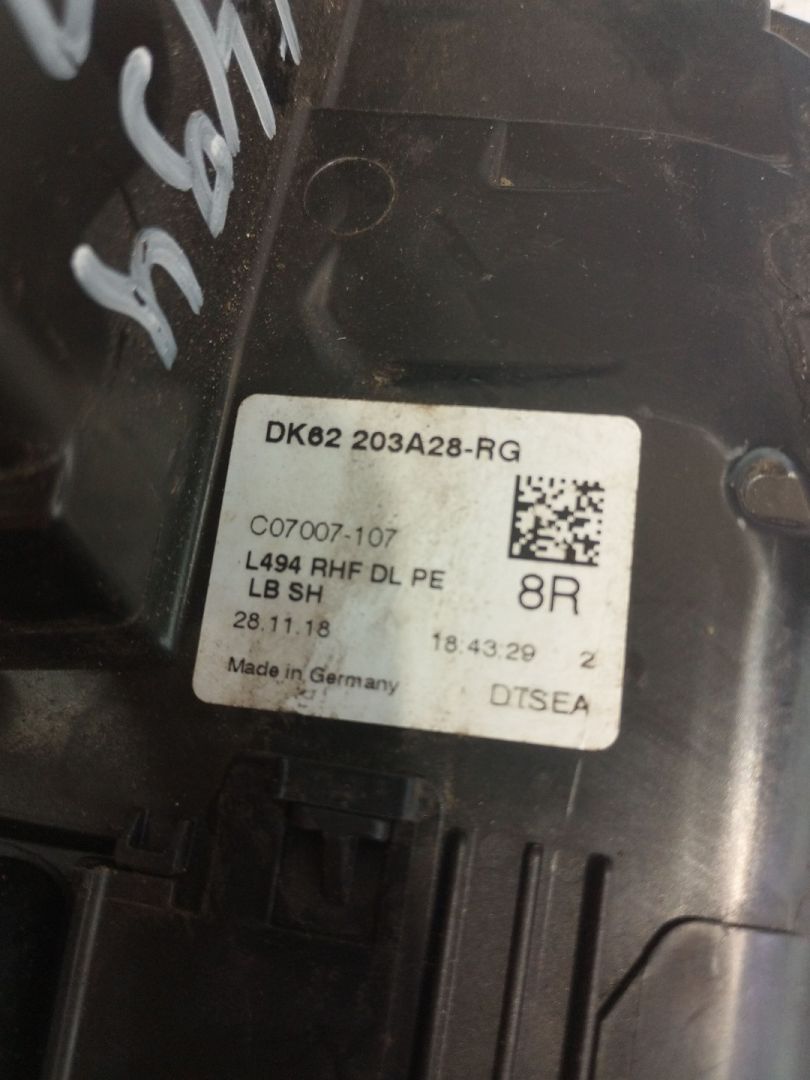 DK62 203A28-RG
C07007-107
L494 RHF DL PE
LB SH
8R
28.11.18 18:43:29 2
Made in Germany DTSEA